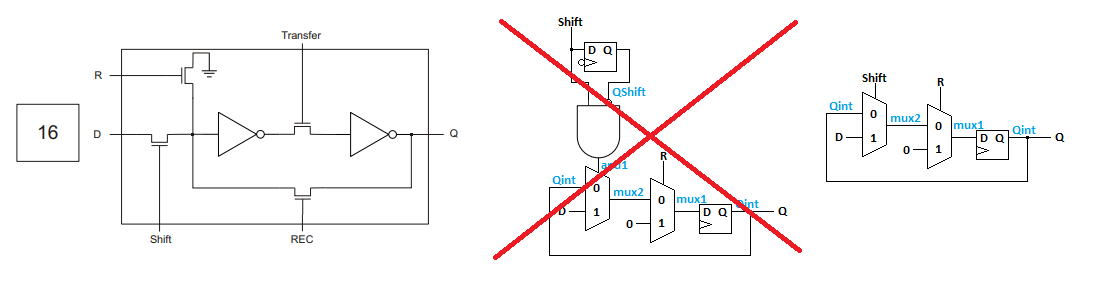 16
Transfer
R
D
Q
Shift
REC
Shift
D Q
QShift
and1
R
Qint
0
mux2
0
mux1
D Q
Qint
Q
D
1
0
1
Shift
R
Qint
0
mux2
0
mux1
D Q
Qint
Q
D
1
0
1